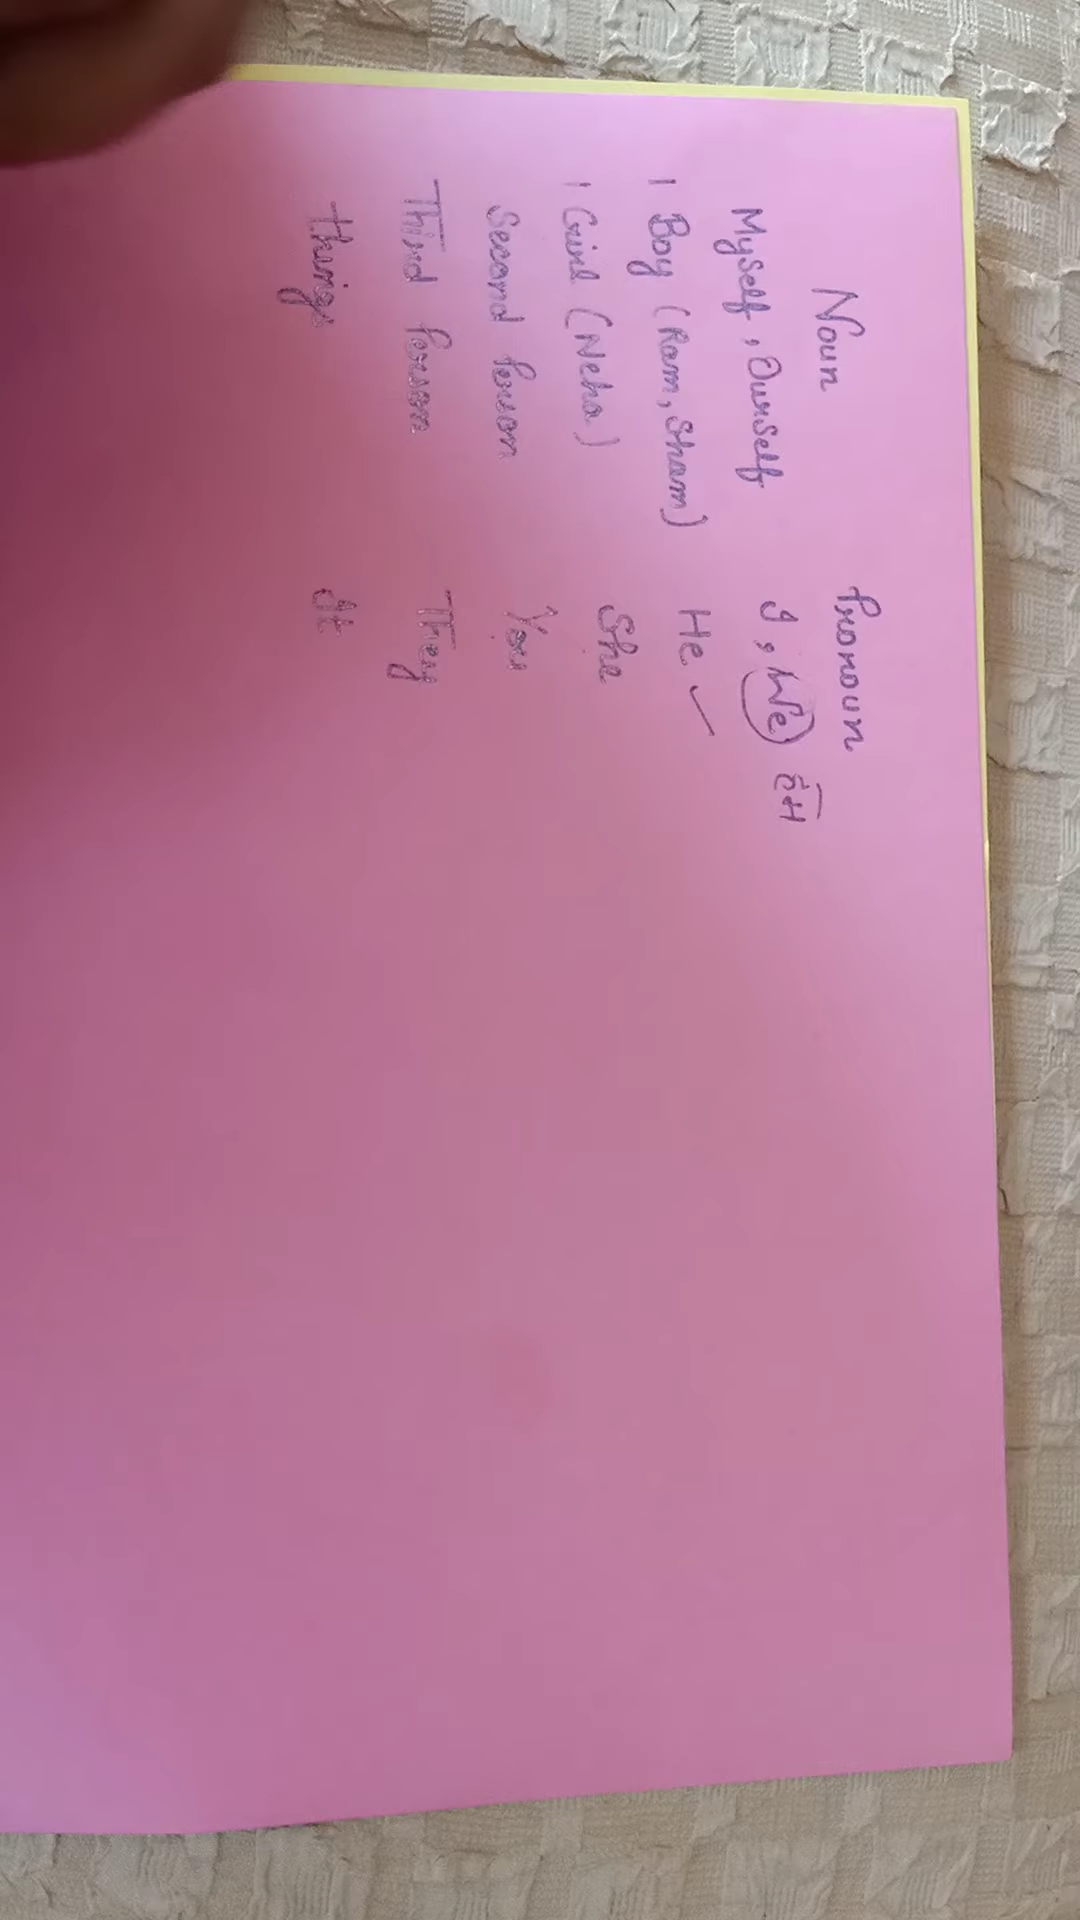 Noun Pronoun
Myself, Ourself I, We हम
1 Boy (Ram, Sham) He ✓
1 Girl (Neha) She
Second Person You
Third Person They
things It